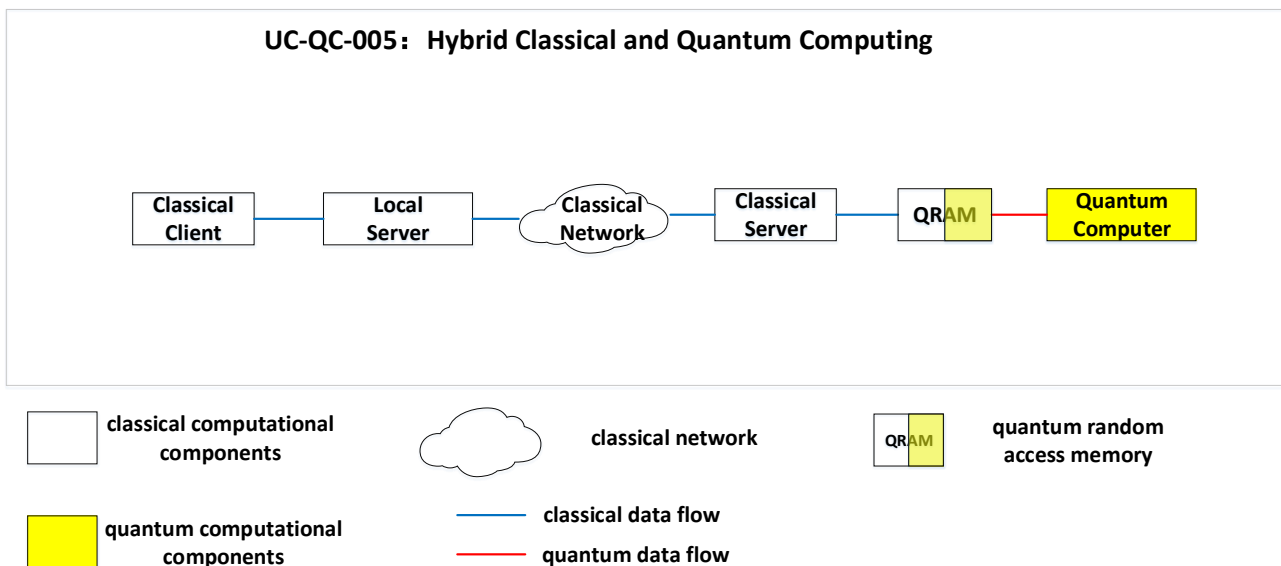 UC-QC-005：Hybrid Classical and Quantum Computing
Classical
Client
Local
Server
Classical
Network
Classical
Server
QRAM
Quantum
Computer
classical computational
components
classical network
QRAM
quantum random
access memory
quantum computational
components
classical data flow
quantum data flow